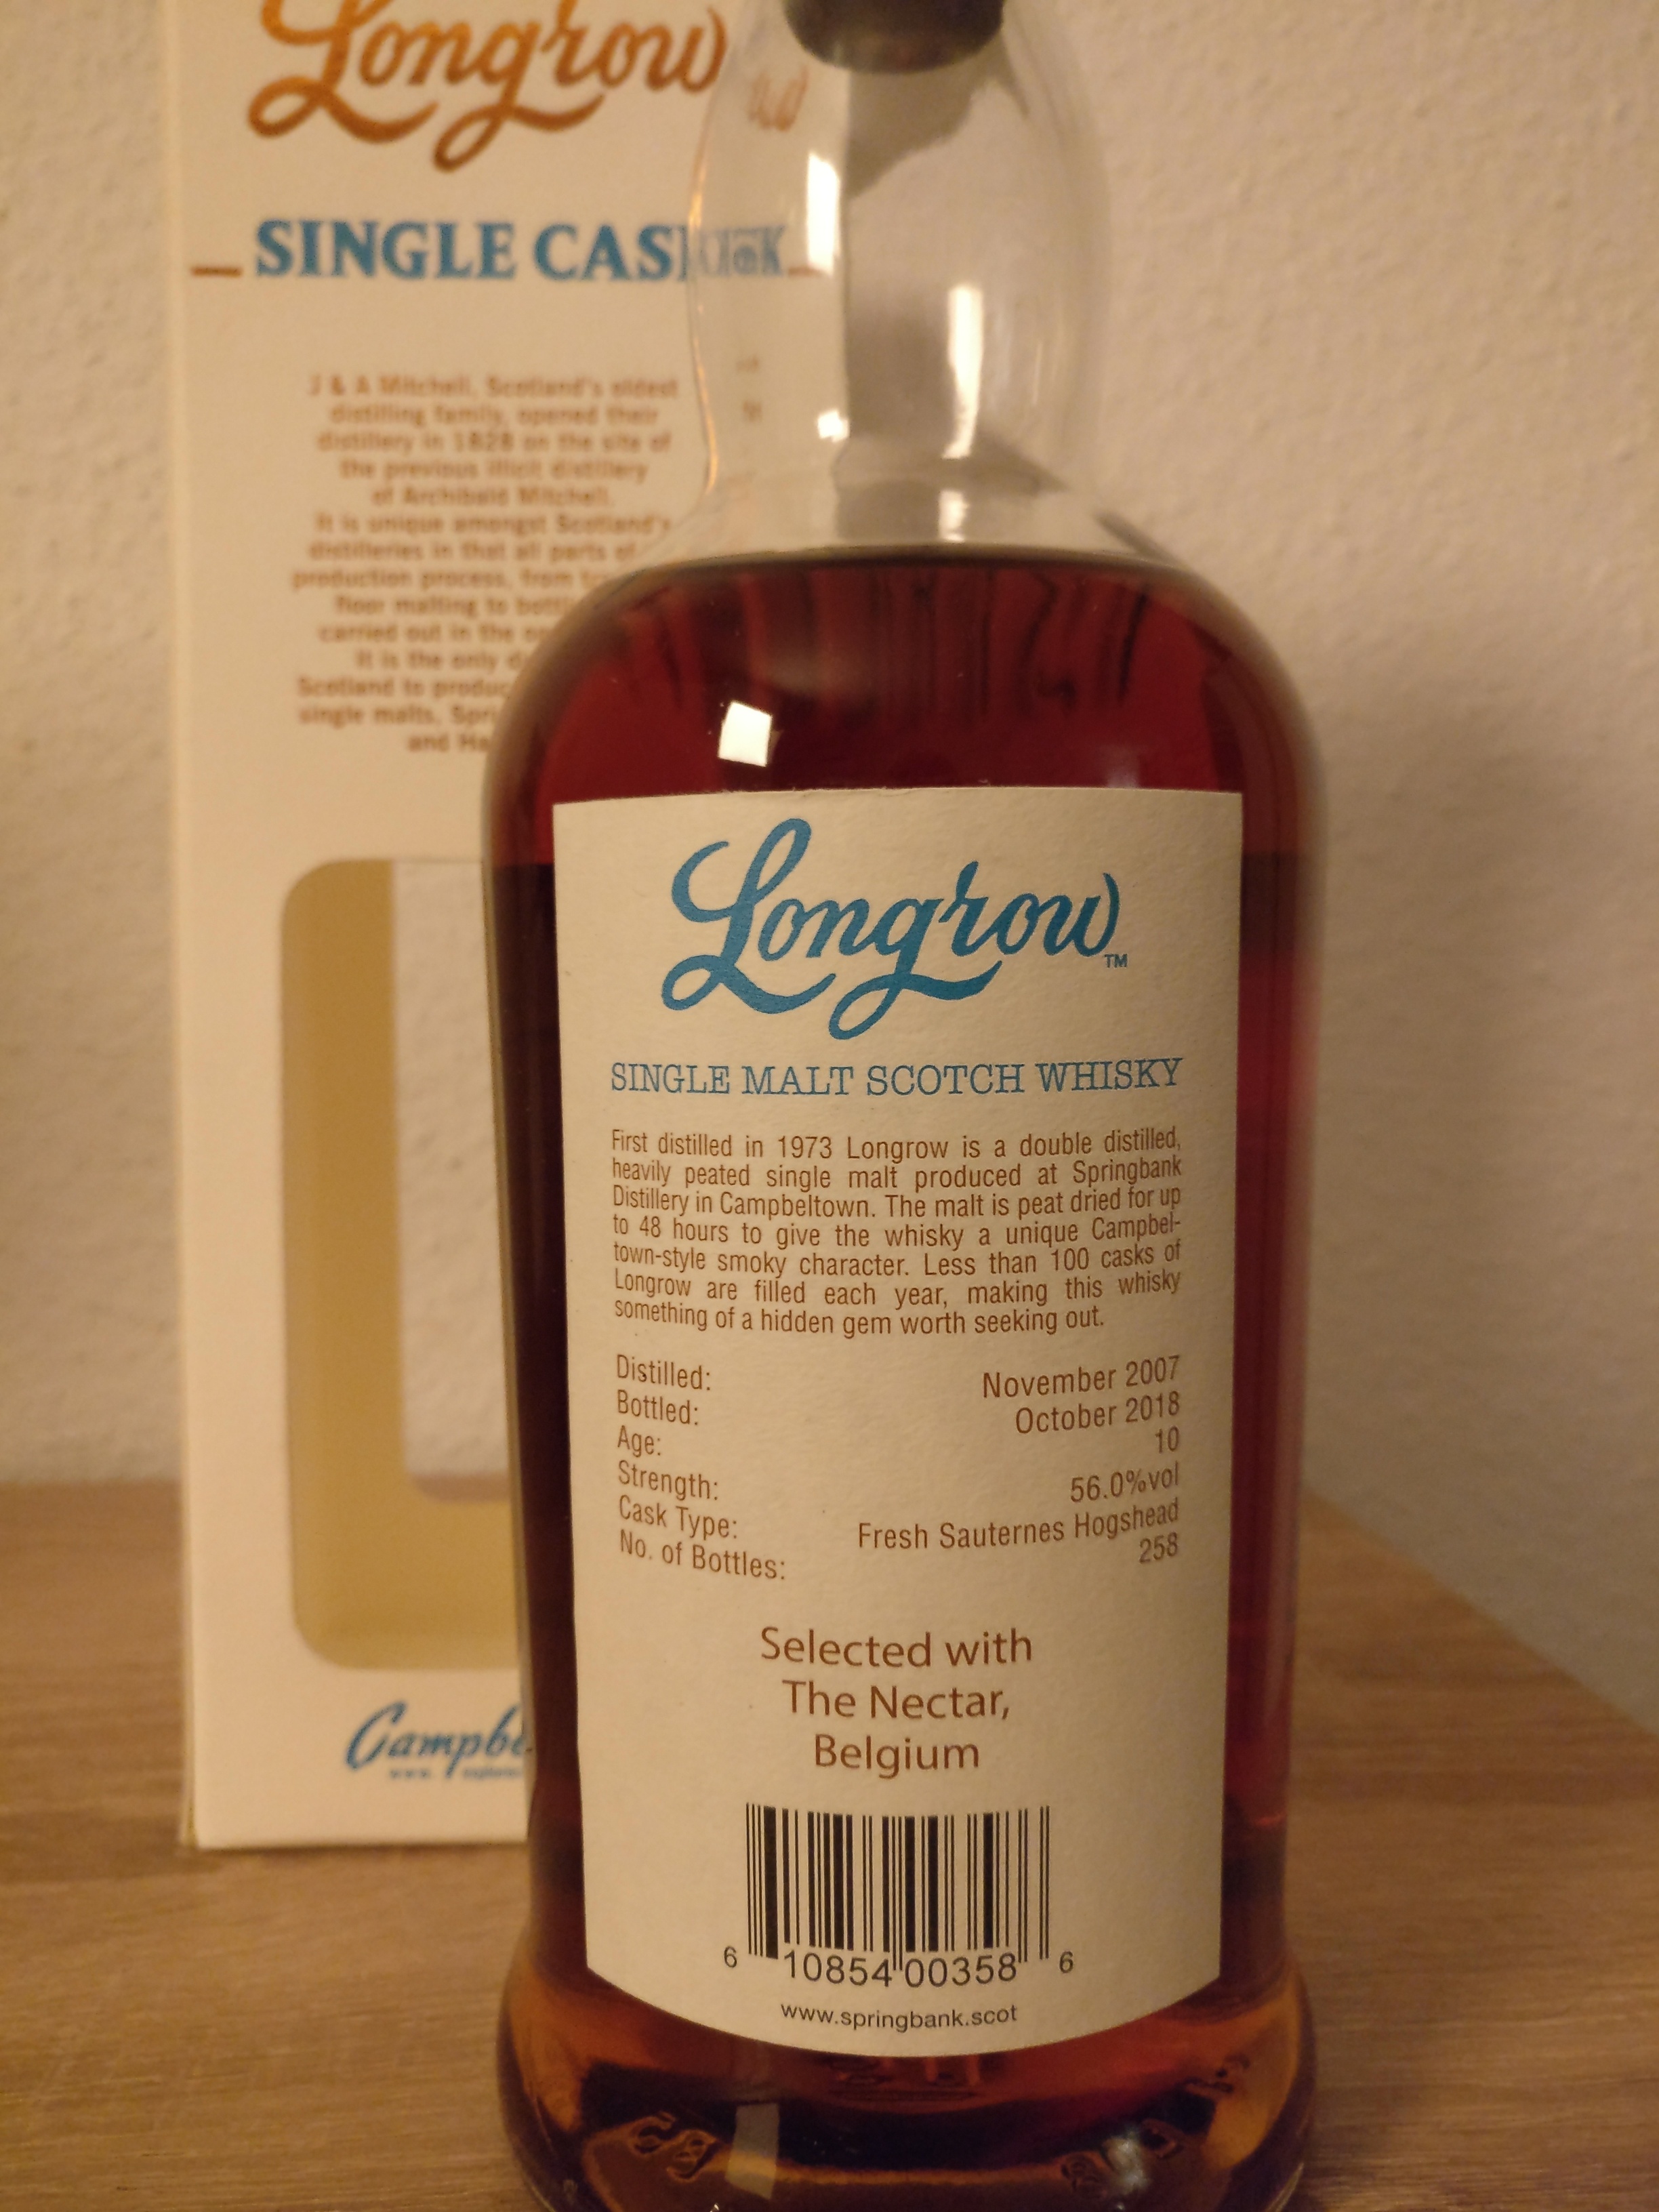 Longrow
SINGLE CASK
J & A Mitchell, Scotland's oldest
distilling family, opened their
distillery in 1828 on the site of
the previous illicit distillery
of Archibald Mitchell.
It is unique amongst Scotland's
distilleries in that all parts of
production process, from
floor malting to
carried out in the
It is the only
Scotland to
single malts,
and
Longrow™
SINGLE MALT SCOTCH WHISKY
First distilled in 1973 Longrow is a double distilled,
heavily peated single malt produced at Springbank
Distillery in Campbeltown. The malt is peat dried for up
to 48 hours to give the whisky a unique Campbel-
town-style smoky character. Less than 100 casks of
Longrow are filled each year, making this whisky
something of a hidden gem worth seeking out.
Distilled: November 2007
Bottled: October 2018
Age: 10
Strength: 56.0%vol
Cask Type: Fresh Sauternes Hogshead
No. of Bottles: 258
Selected with
The Nectar,
Belgium
6 10854 00358 6
www.springbank.scot
Campbe